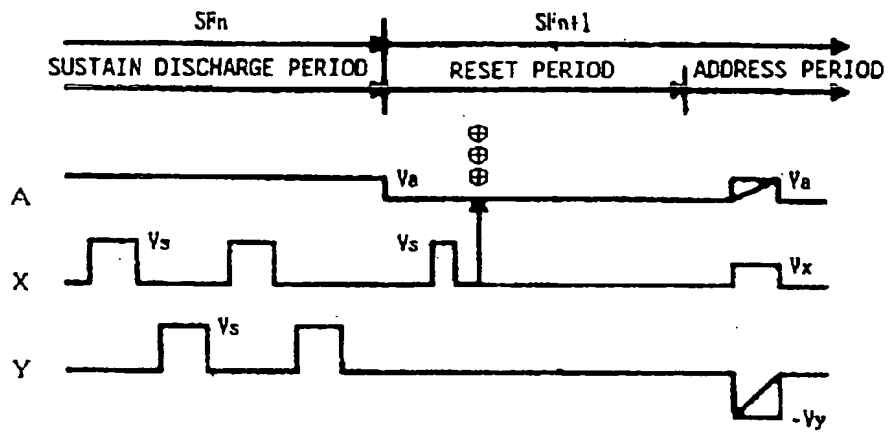 SFn SFn+1
SUSTAIN DISCHARGE PERIOD RESET PERIOD ADDRESS PERIOD
A Va Va
X Vs Vs Vx
Y Vs
-Vy